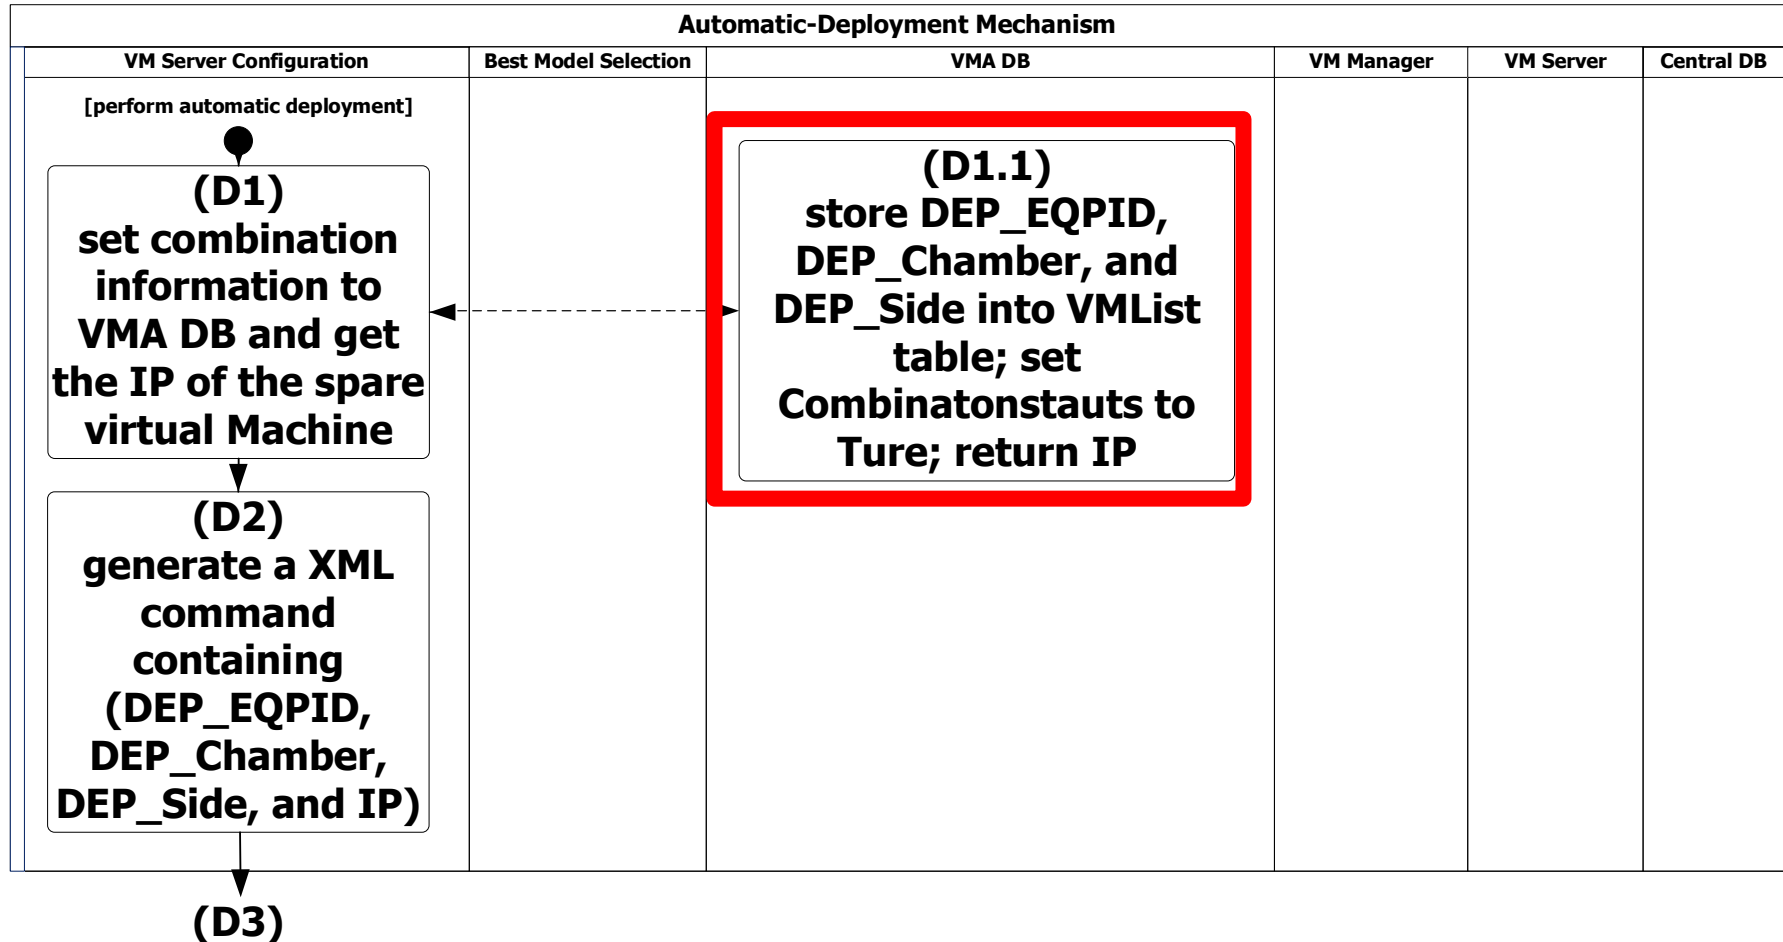 Automatic-Deployment Mechanism
VM Server Configuration
Best Model Selection
VMA DB
VM Manager
VM Server
Central DB
[perform automatic deployment]
(D1)
set combination
information to
VMA DB and get
the IP of the spare
virtual Machine
(D1.1)
store DEP_EQPID,
DEP_Chamber, and
DEP_Side into VMList
table; set
Combinatonstauts to
Ture; return IP
(D2)
generate a XML
command
containing
(DEP_EQPID,
DEP_Chamber,
DEP_Side, and IP)
(D3)